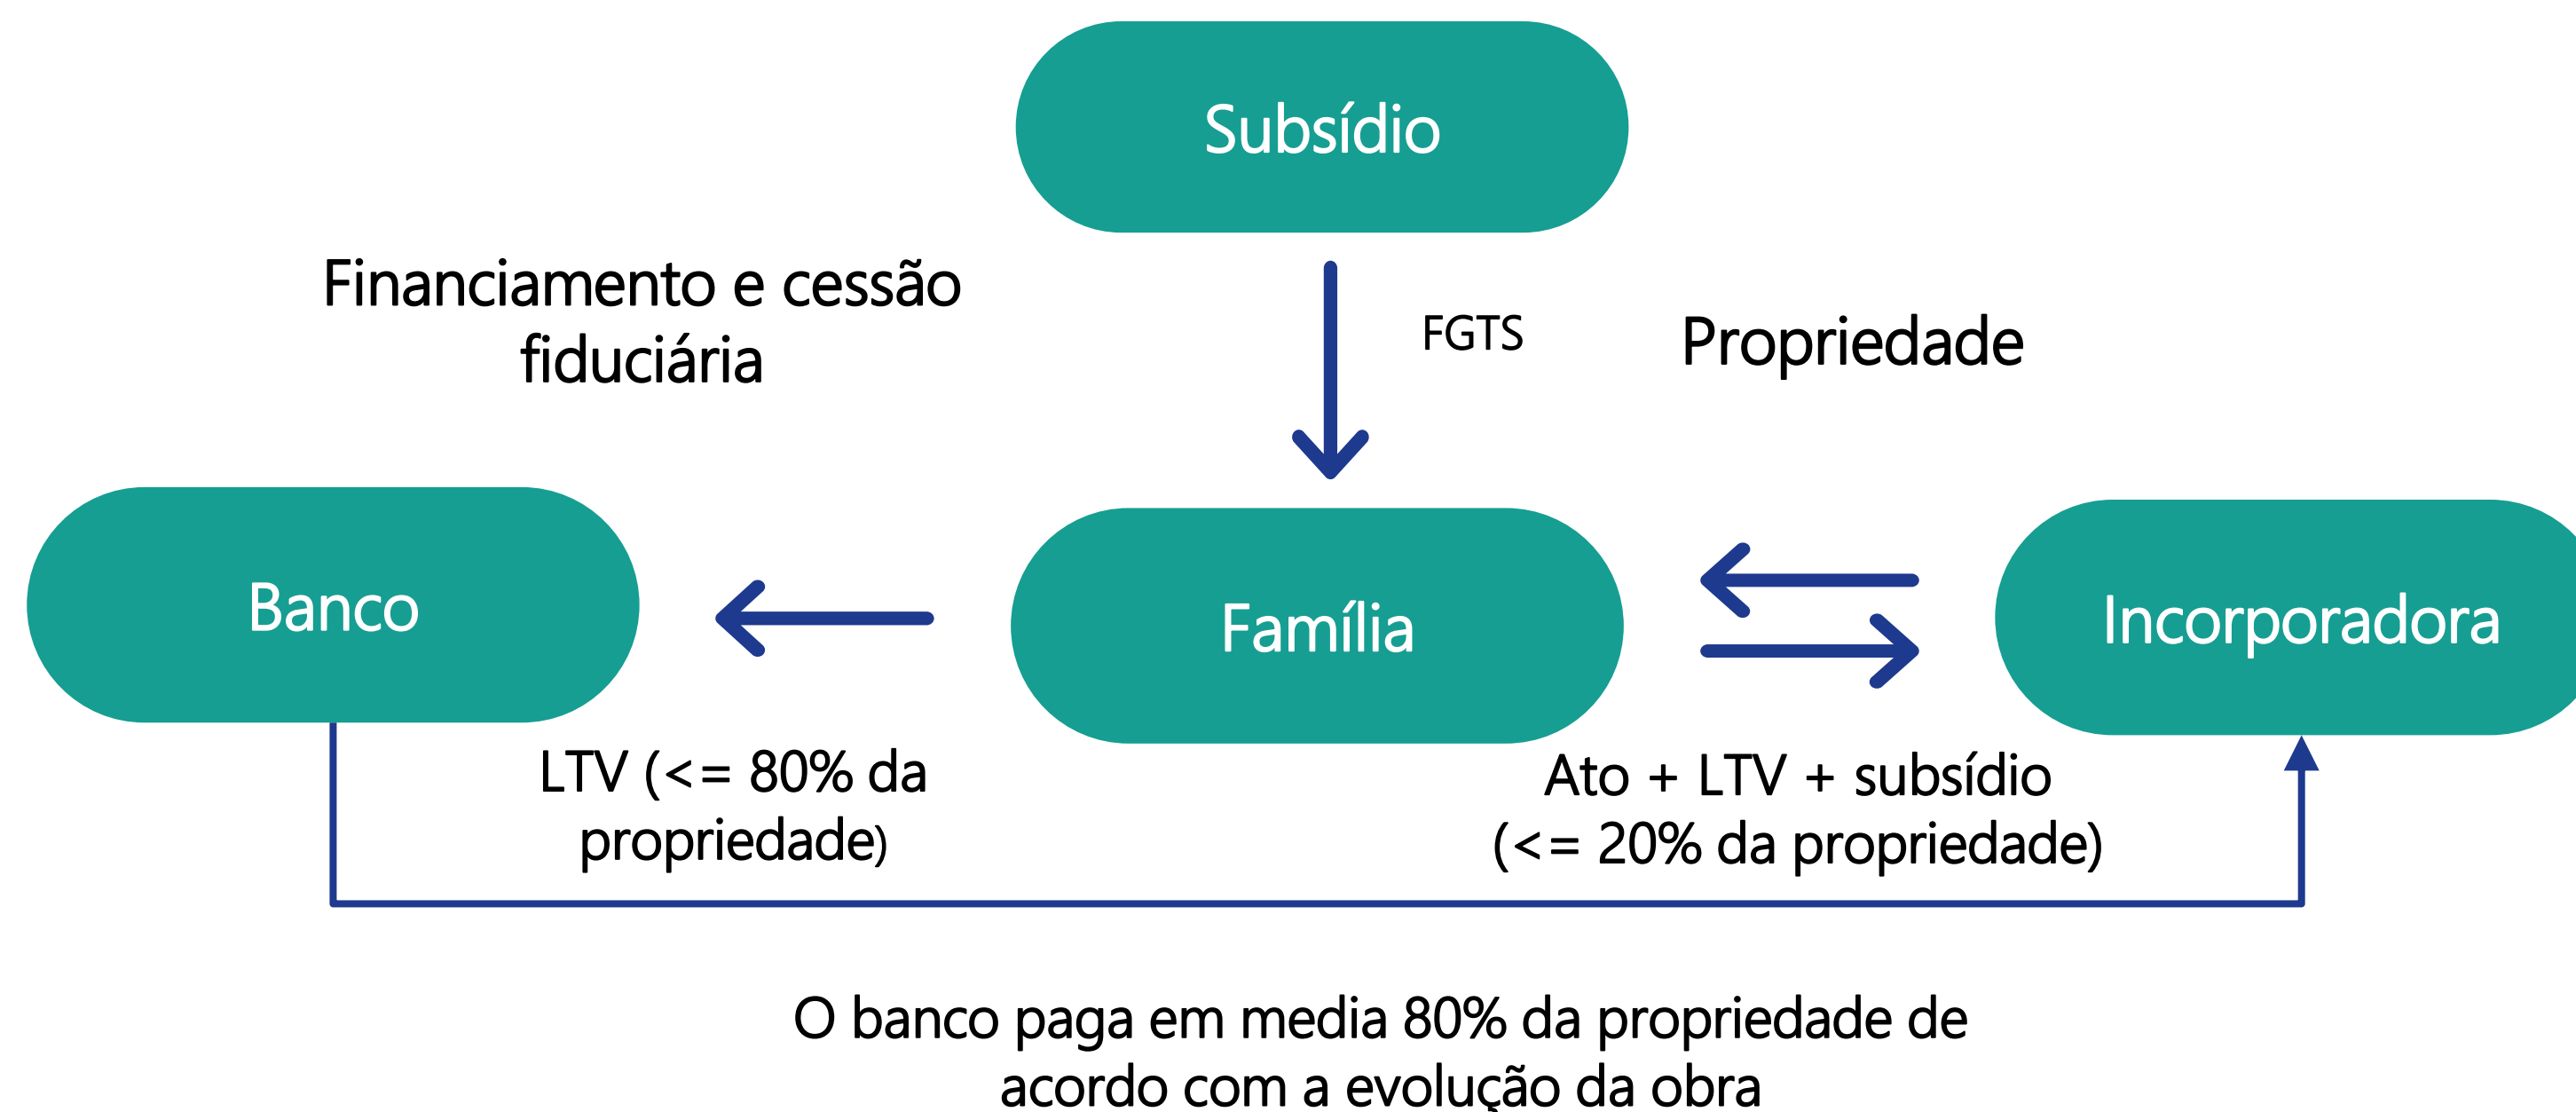 Subsídio
Financiamento e cessão
fiduciária
FGTS
Propriedade
Banco
Família
Incorporadora
LTV (<= 80% da
propriedade)
Ato + LTV + subsídio
(<= 20% da propriedade)
O banco paga em media 80% da propriedade de
acordo com a evolução da obra